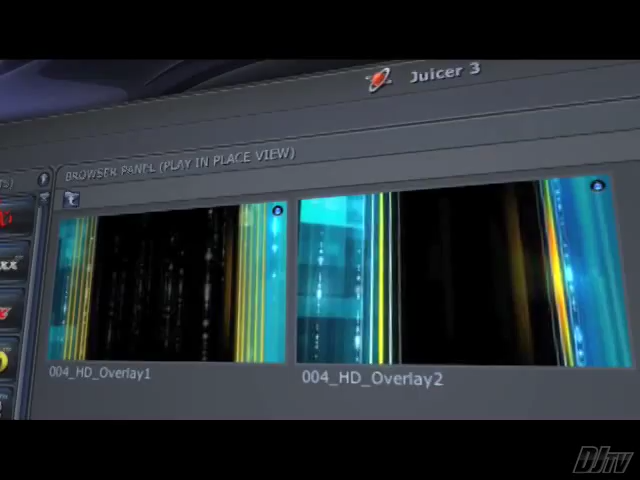 Juicer 3
BROWSER PANEL (PLAY IN PLACE VIEW)
004_HD_Overlay1
004_HD_Overlay2
DJTV